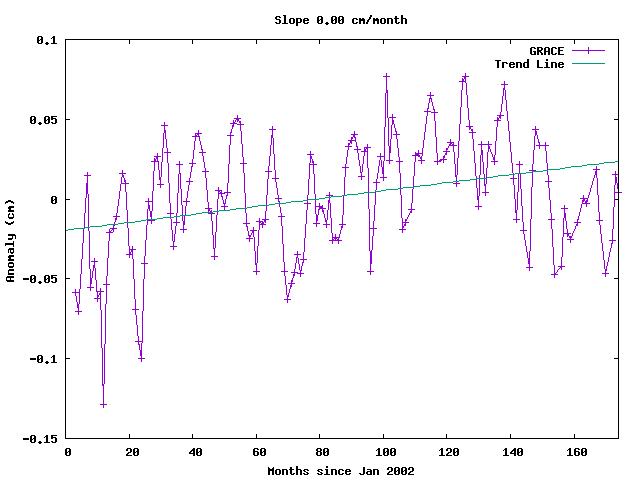 Slope 0.00 cm/month
0.1
0.05
0
-0.05
-0.1
-0.15
Anomaly (cm)
GRACE
Trend Line
0 20 40 60 80 100 120 140 160
Months since Jan 2002